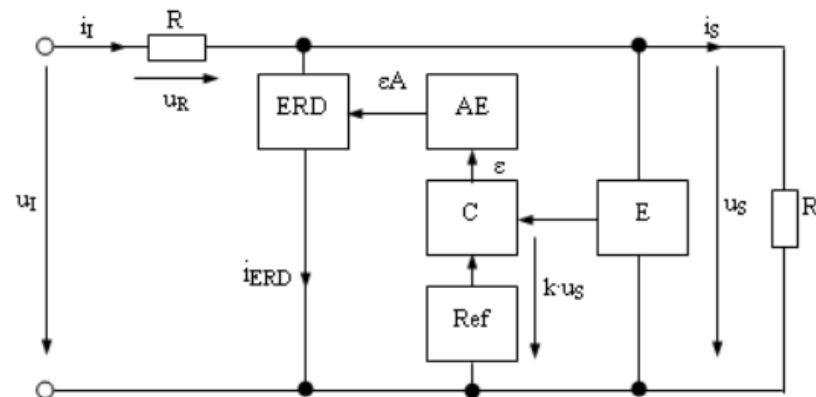 i_I
R
i_S
u_R
εA
ERD
AE
ε
u_I
C
E
u_S
R
i_ERD
k·u_S
Ref